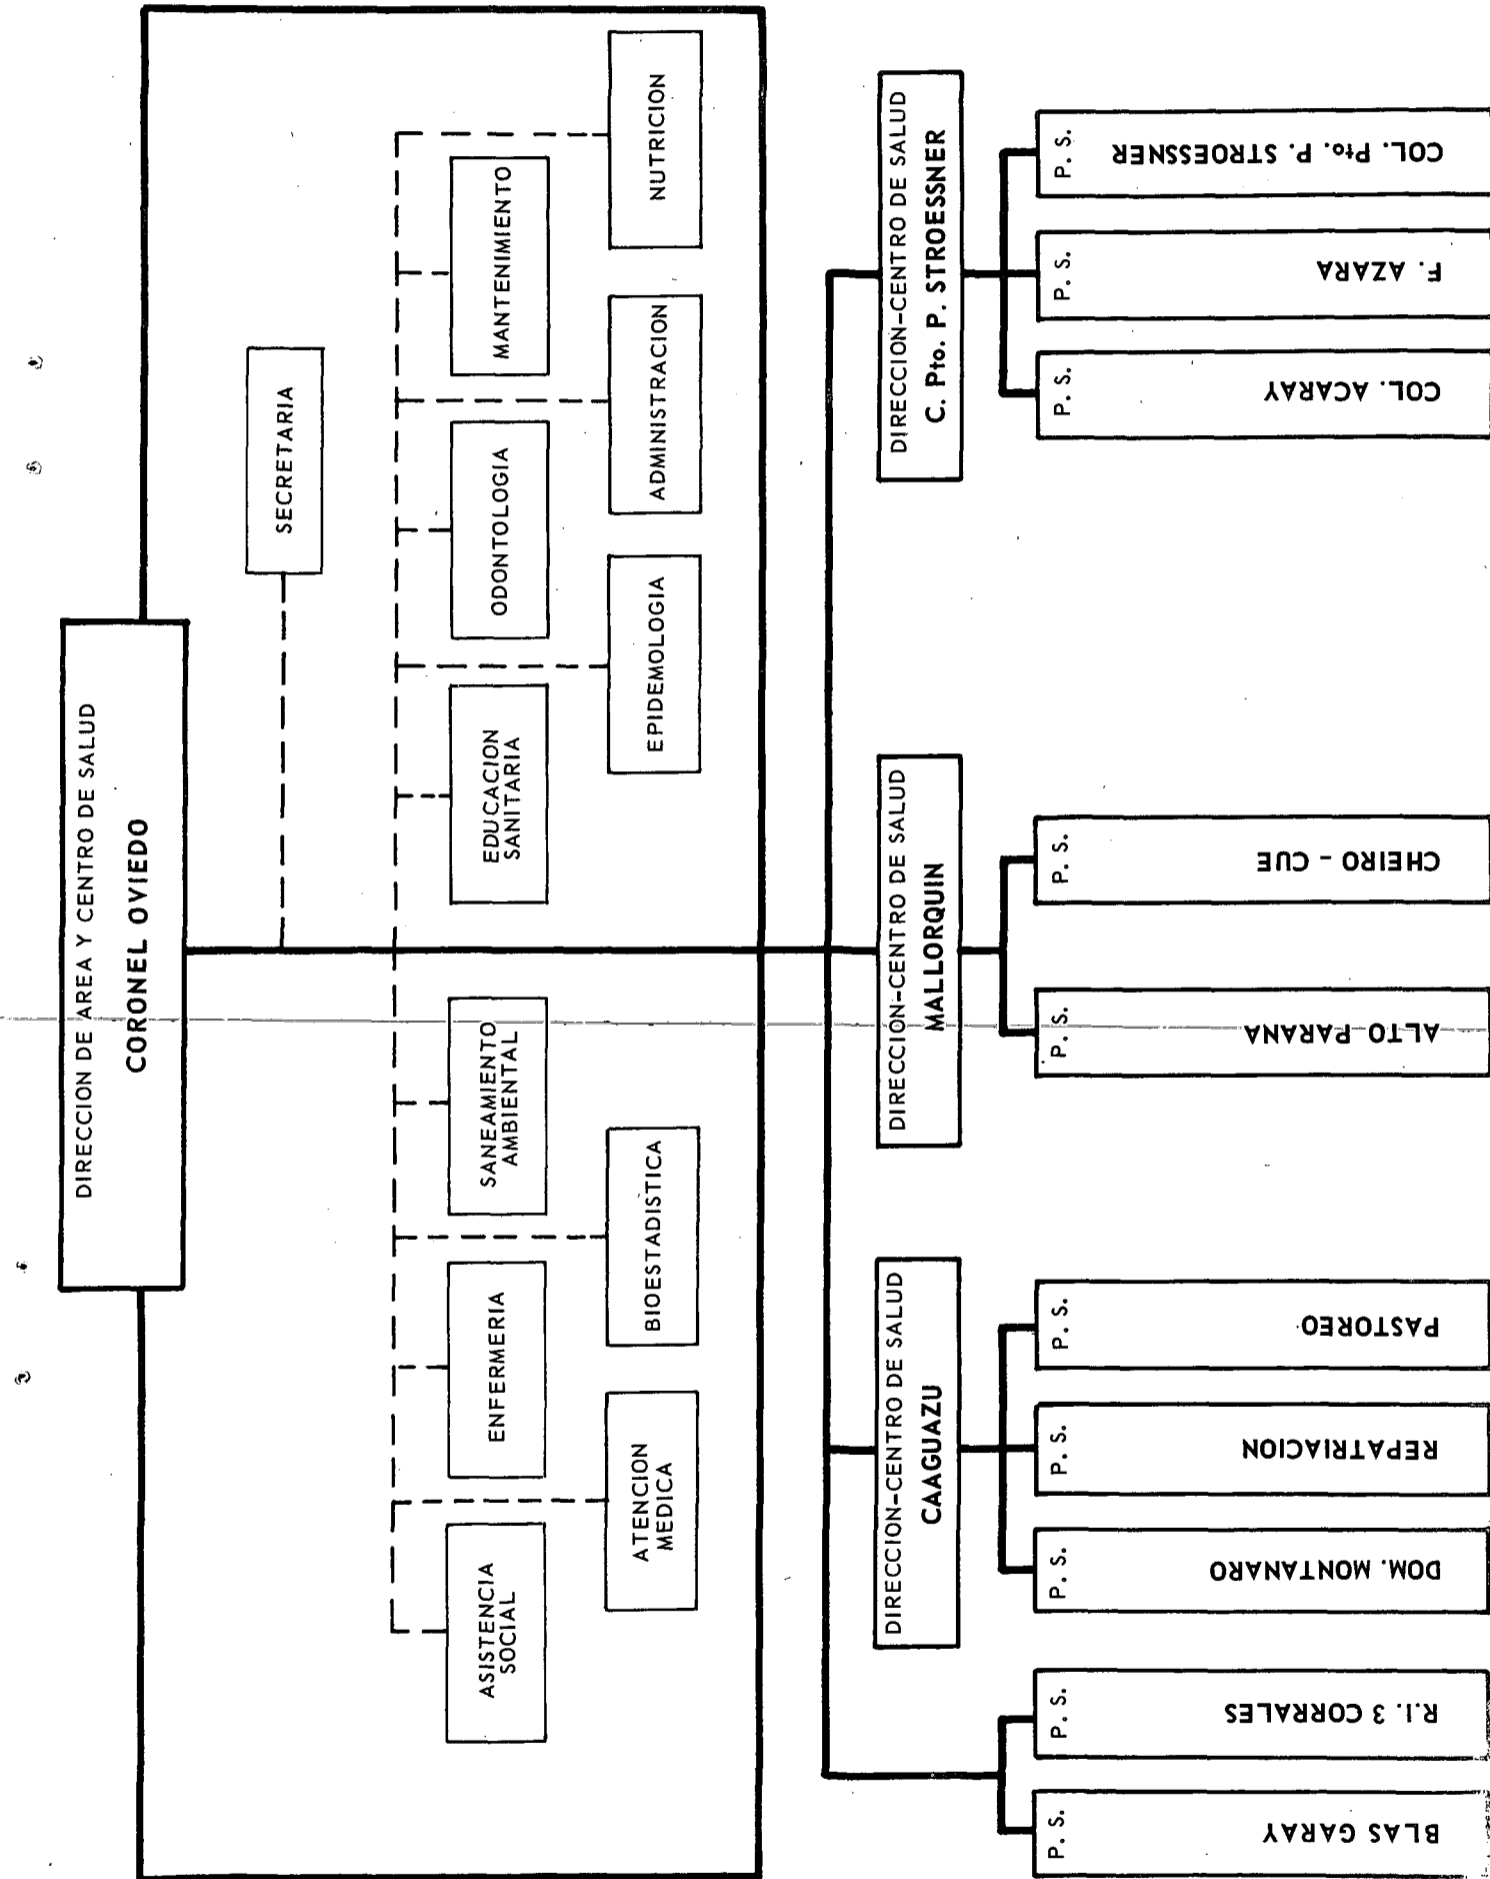 DIRECCION DE AREA Y CENTRO DE SALUD
CORONEL OVIEDO
SECRETARIA
ASISTENCIA
SOCIAL
ENFERMERIA
SANEAMIENTO
AMBIENTAL
EDUCACION
SANITARIA
ODONTOLOGIA
MANTENIMIENTO
ATENCION
MEDICA
BIOESTADISTICA
EPIDEMOLOGIA
ADMINISTRACION
NUTRICION
DIRECCION-CENTRO DE SALUD
CAAGUAZU
DIRECCION-CENTRO DE SALUD
MALLORQUIN
DIRECCION-CENTRO DE SALUD
C. Pto. P. STROESSNER
P. S.
BLAS GARAY
P. S.
R.I. 3 CORRALES
P. S.
DOM. MONTANARO
P. S.
REPATRIACION
P. S.
PASTOREO
P. S.
ALTO PARANA
P. S.
CHEIRO - CUE
P. S.
COL. ACARAY
P. S.
F. AZARA
P. S.
COL. Pto. P. STROESSNER